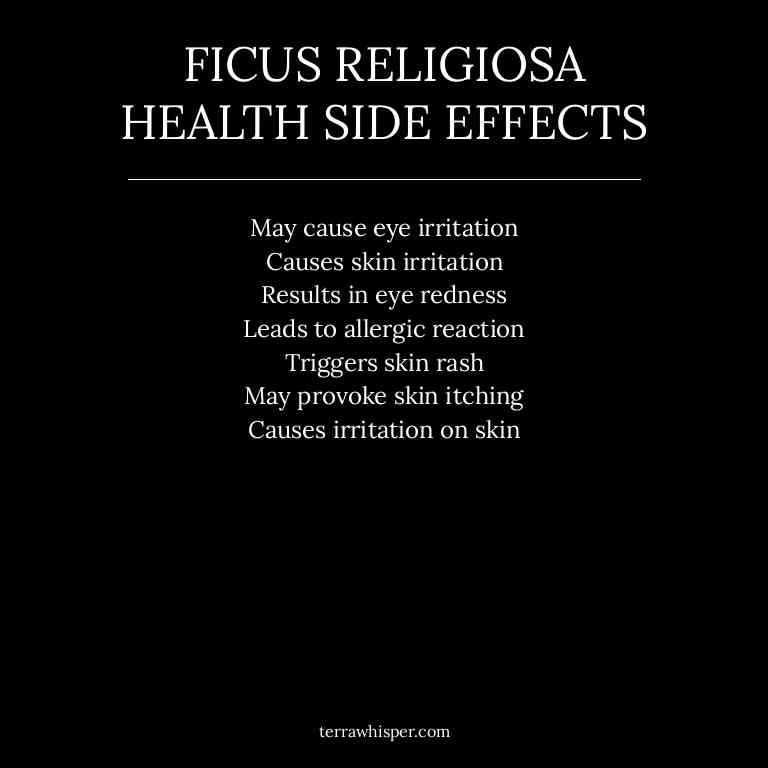 FICUS RELIGIOSA
HEALTH SIDE EFFECTS
May cause eye irritation
Causes skin irritation
Results in eye redness
Leads to allergic reaction
Triggers skin rash
May provoke skin itching
Causes irritation on skin
terrawhisper.com